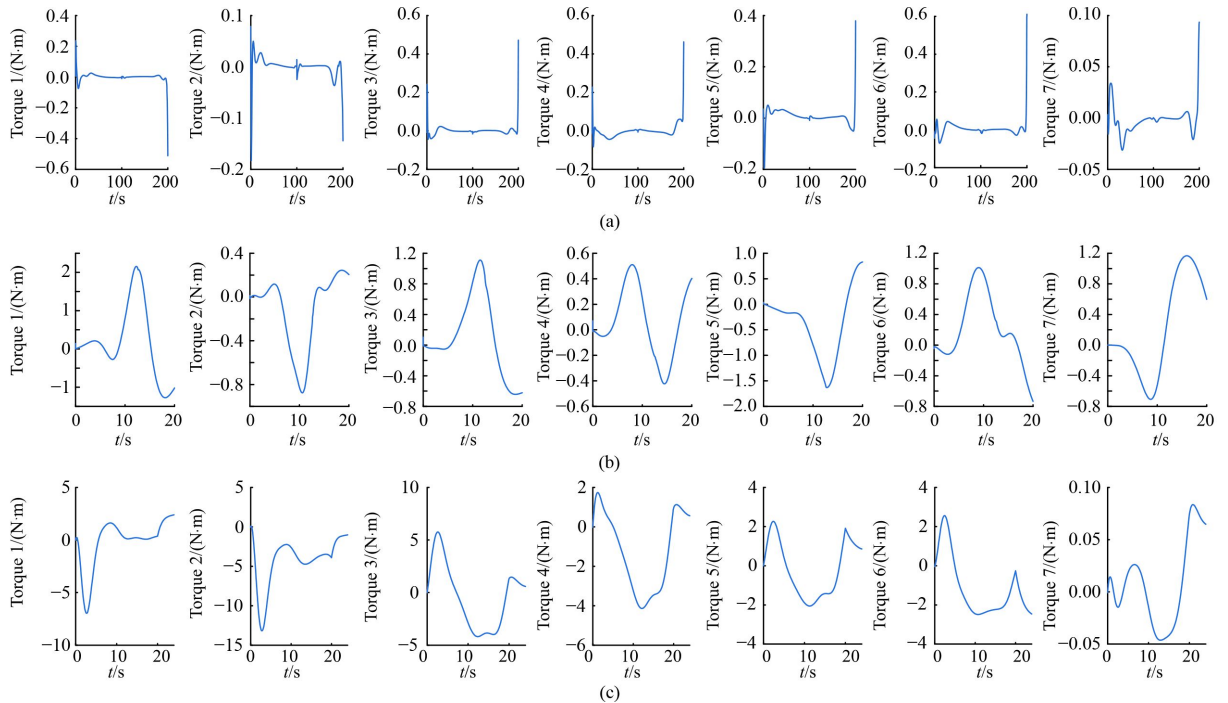 Torque 1/(N·m)
0.4
0.2
0.0
−0.2
−0.4
−0.6
0 100 200
t/s
Torque 2/(N·m)
0.1
0.0
−0.1
−0.2
0 100 200
t/s
Torque 3/(N·m)
0.6
0.4
0.2
0.0
−0.2
0 100 200
t/s
Torque 4/(N·m)
0.6
0.4
0.2
0.0
−0.2
0 100 200
t/s
Torque 5/(N·m)
0.4
0.2
0.0
−0.2
0 100 200
t/s
Torque 6/(N·m)
0.6
0.4
0.2
0.0
−0.2
0 100 200
t/s
Torque 7/(N·m)
0.10
0.05
0.00
−0.05
0 100 200
t/s
(a)
Torque 1/(N·m)
2
1
0
−1
0 10 20
t/s
Torque 2/(N·m)
0.4
0.0
−0.4
−0.8
0 10 20
t/s
Torque 3/(N·m)
1.2
0.8
0.4
0.0
−0.4
−0.8
0 10 20
t/s
Torque 4/(N·m)
0.6
0.4
0.2
0.0
−0.2
−0.4
−0.6
0 10 20
t/s
Torque 5/(N·m)
1.0
0.5
0.0
−0.5
−1.0
−1.5
−2.0
0 10 20
t/s
Torque 6/(N·m)
1.2
0.8
0.4
0.0
−0.4
−0.8
0 10 20
t/s
Torque 7/(N·m)
1.2
0.8
0.4
0.0
−0.4
−0.8
0 10 20
t/s
(b)
Torque 1/(N·m)
5
0
−5
−10
0 10 20
t/s
Torque 2/(N·m)
5
0
−5
−10
−15
0 10 20
t/s
Torque 3/(N·m)
10
5
0
−5
0 10 20
t/s
Torque 4/(N·m)
2
0
−2
−4
−6
0 10 20
t/s
Torque 5/(N·m)
4
2
0
−2
−4
0 10 20
t/s
Torque 6/(N·m)
4
2
0
−2
−4
0 10 20
t/s
Torque 7/(N·m)
0.10
0.05
0.00
−0.05
0 10 20
t/s
(c)